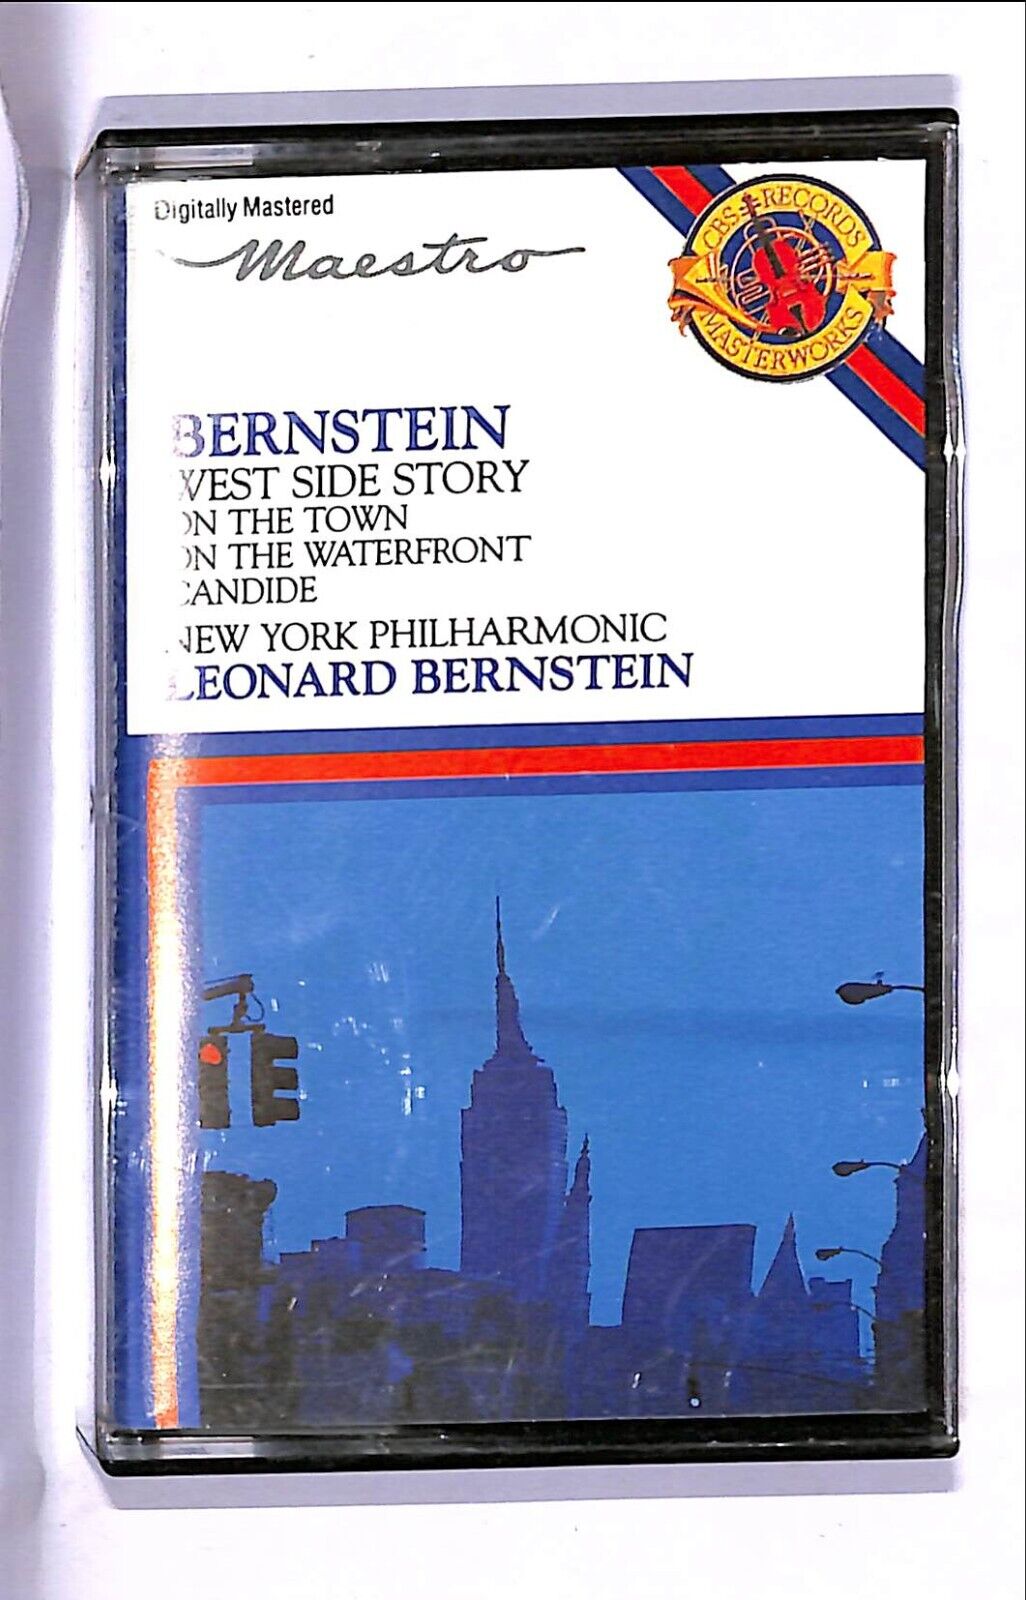 Digitally Mastered
Maestro
CBS RECORDS
MASTERWORKS
BERNSTEIN
WEST SIDE STORY
ON THE TOWN
ON THE WATERFRONT
CANDIDE
NEW YORK PHILHARMONIC
LEONARD BERNSTEIN